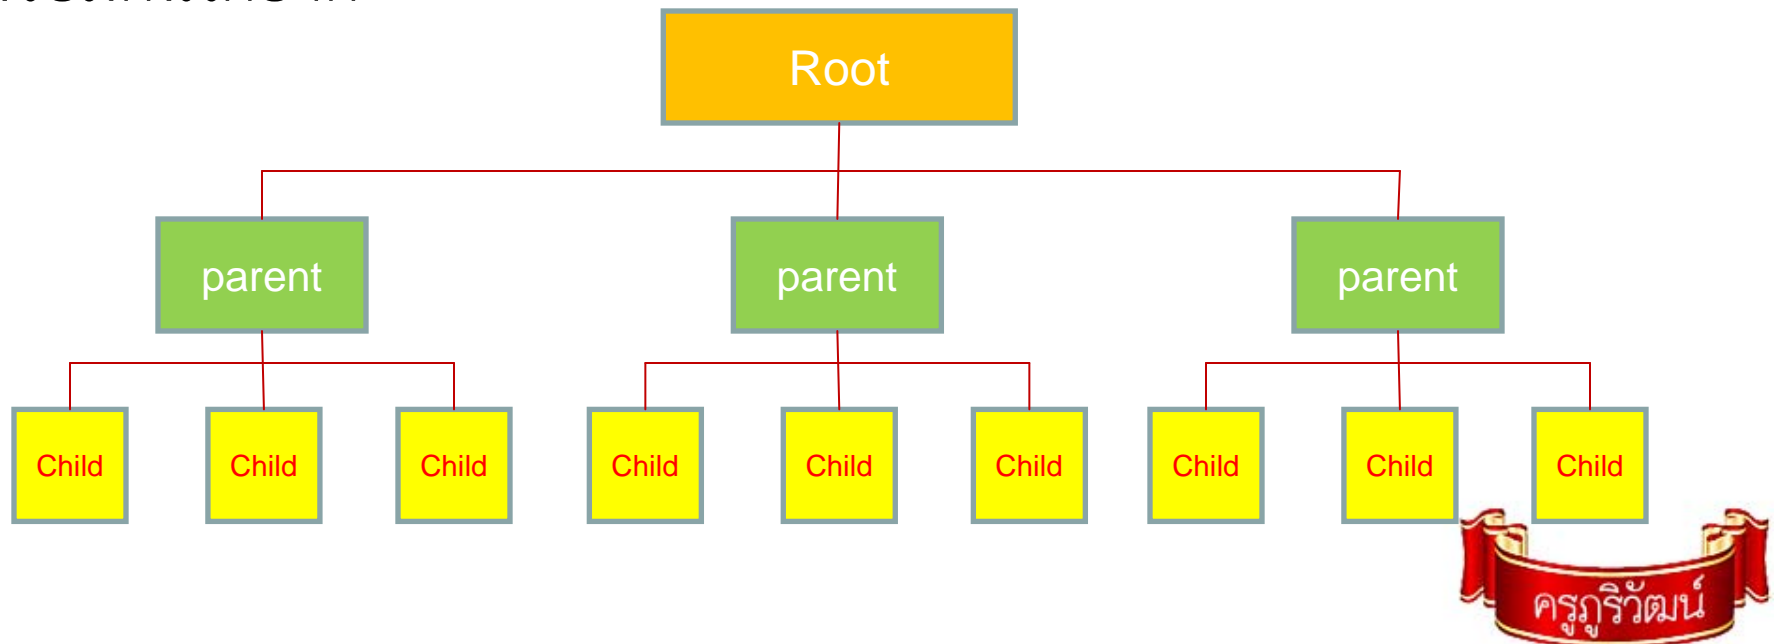 Root
parent parent parent
Child Child Child Child Child Child Child Child Child
ครูภูริวัฒน์